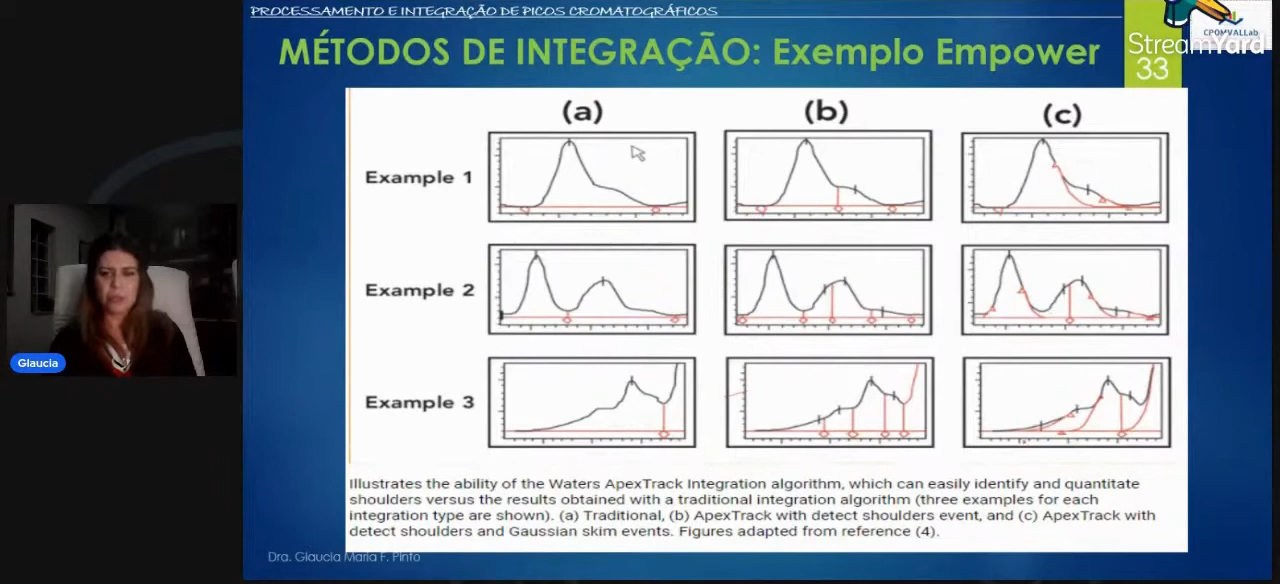 PROCESSAMENTO E INTEGRAÇÃO DE PICOS CROMATOGRÁFICOS
MÉTODOS DE INTEGRAÇÃO: Exemplo Empower
StreamYard
CPQMVALLab
33
(a)
(b)
(c)
Example 1
Example 2
Example 3
Glaucia
Illustrates the ability of the Waters ApexTrack Integration algorithm, which can easily identify and quantitate
shoulders versus the results obtained with a traditional integration algorithm (three examples for each
integration type are shown). (a) Traditional, (b) ApexTrack with detect shoulders event, and (c) ApexTrack with
detect shoulders and Gaussian skim events. Figures adapted from reference (4).
Dra. Glaucia Maria F. Pinto